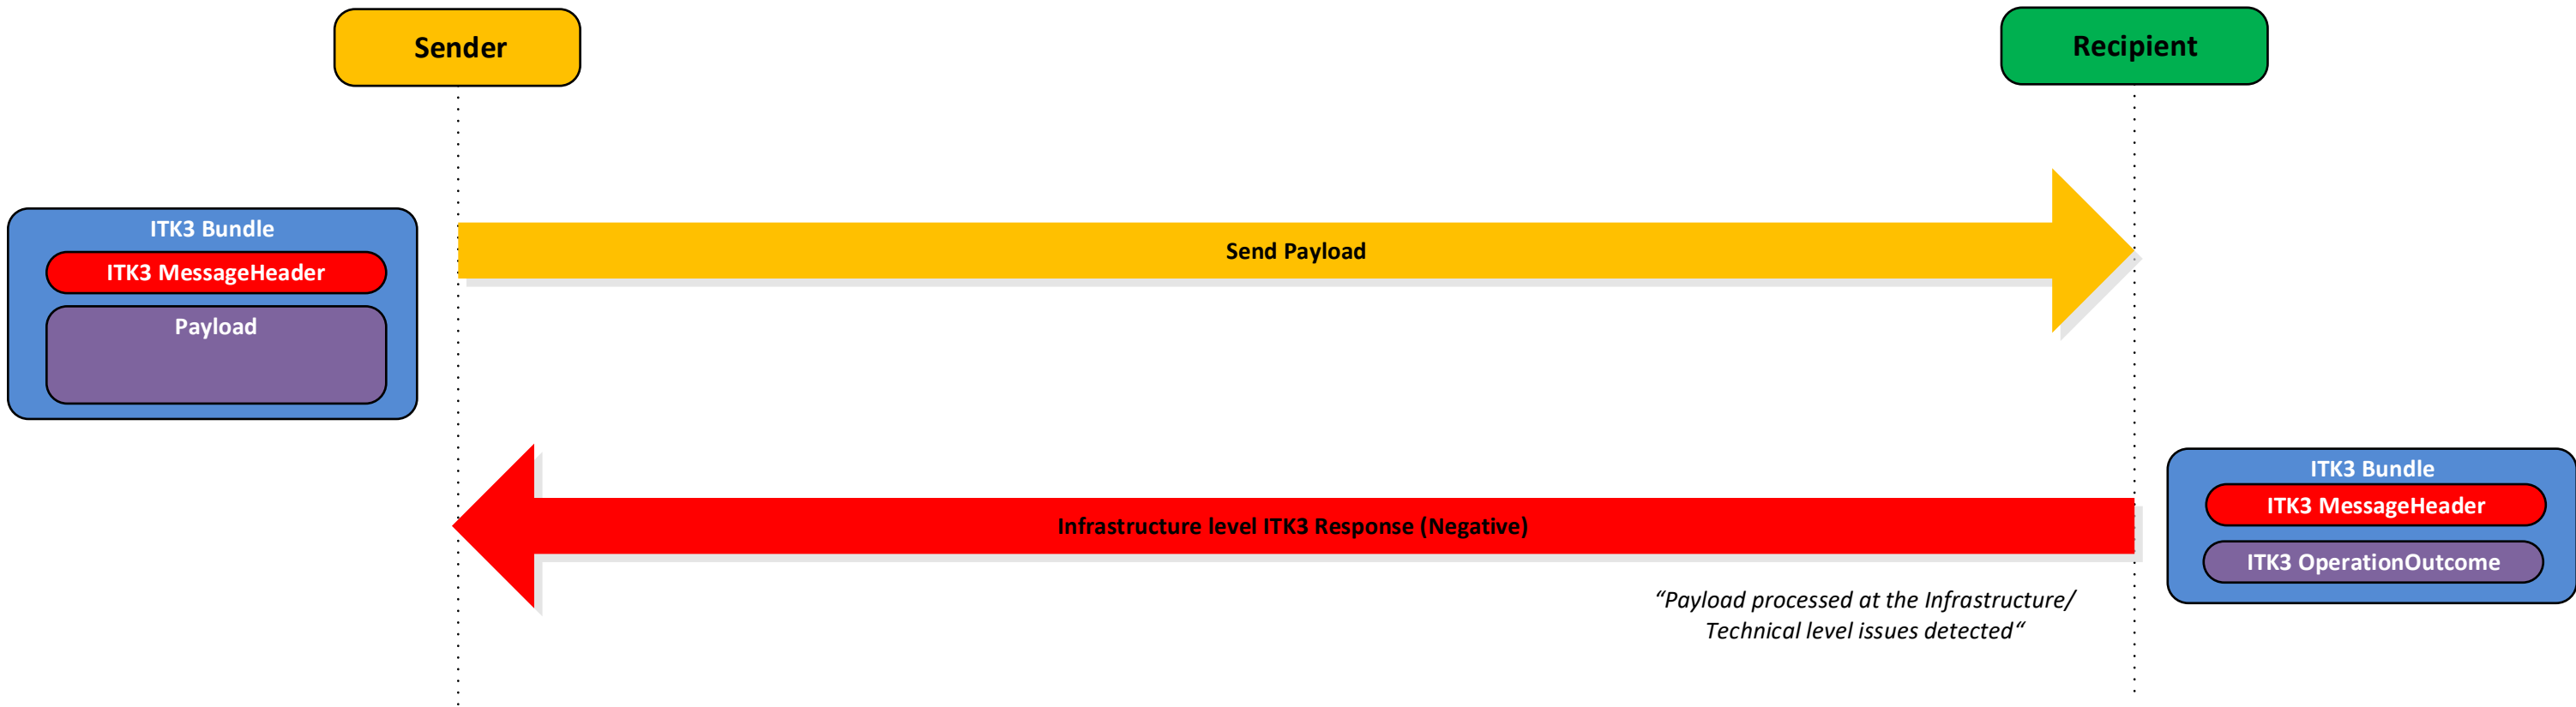 Sender
Recipient
ITK3 Bundle
ITK3 MessageHeader
Payload
Send Payload
Infrastructure level ITK3 Response (Negative)
“Payload processed at the Infrastructure/
Technical level issues detected“
ITK3 Bundle
ITK3 MessageHeader
ITK3 OperationOutcome